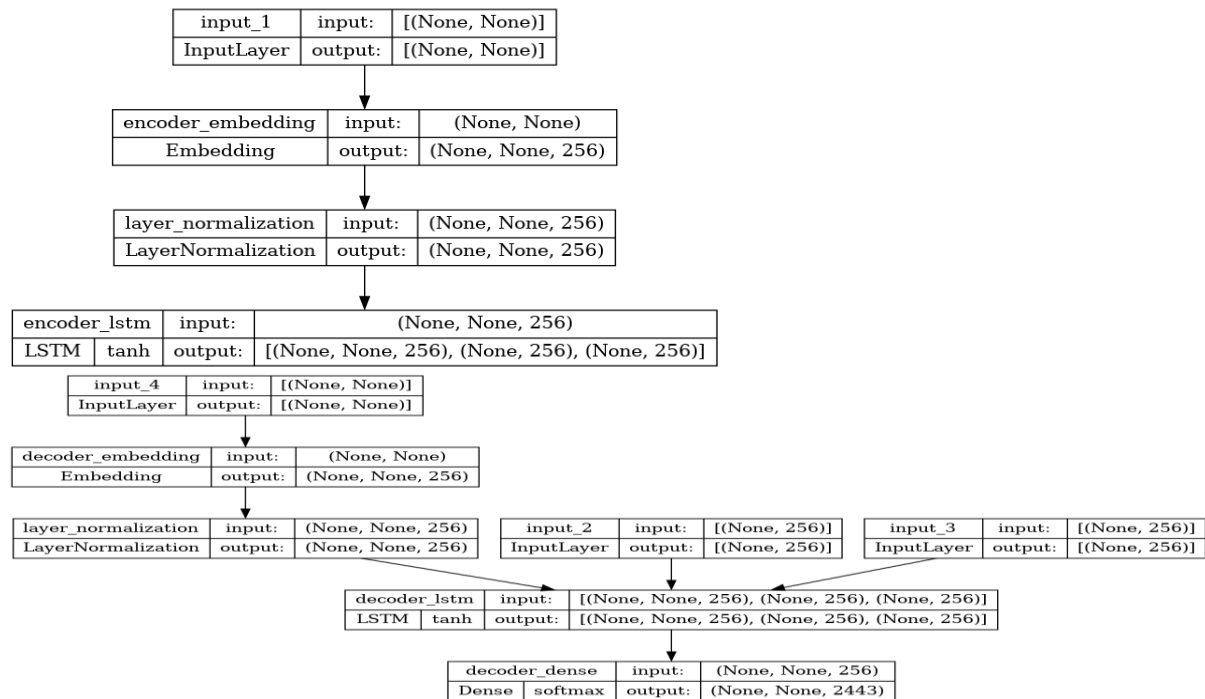 input_1 input: [(None, None)]
InputLayer output: [(None, None)]
encoder_embedding input: (None, None)
Embedding output: (None, None, 256)
layer_normalization input: (None, None, 256)
LayerNormalization output: (None, None, 256)
encoder_lstm input: (None, None, 256)
LSTM tanh output: [(None, None, 256), (None, 256), (None, 256)]
input_4 input: [(None, None)]
InputLayer output: [(None, None)]
decoder_embedding input: (None, None)
Embedding output: (None, None, 256)
layer_normalization input: (None, None, 256) input_2 input: [(None, 256)] input_3 input: [(None, 256)]
LayerNormalization output: (None, None, 256) InputLayer output: [(None, 256)] InputLayer output: [(None, 256)]
decoder_lstm input: [(None, None, 256), (None, 256), (None, 256)]
LSTM tanh output: [(None, None, 256), (None, 256), (None, 256)]
decoder_dense input: (None, None, 256)
Dense softmax output: (None, None, 2443)